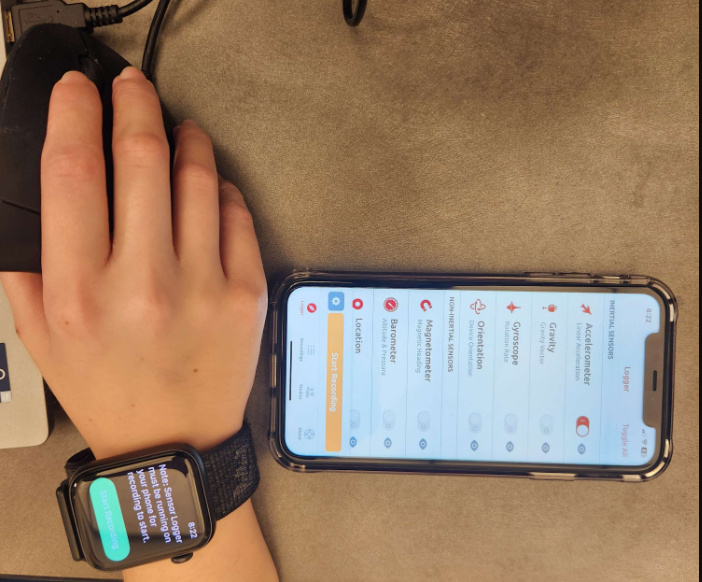 8:22
Logger
Toggle All
INERTIAL SENSORS
Accelerometer
Linear Acceleration
Gravity
Gravity Vector
Gyroscope
Rotation Rate
Orientation
Device Orientation
NON-INERTIAL SENSORS
Magnetometer
Magnetic Heading
Barometer
Altitude & Pressure
Location
Start Recording
Logger
Recordings
8:22
Note: Sensor Logger
must be running on
your phone for
recording to start.
Start Recording